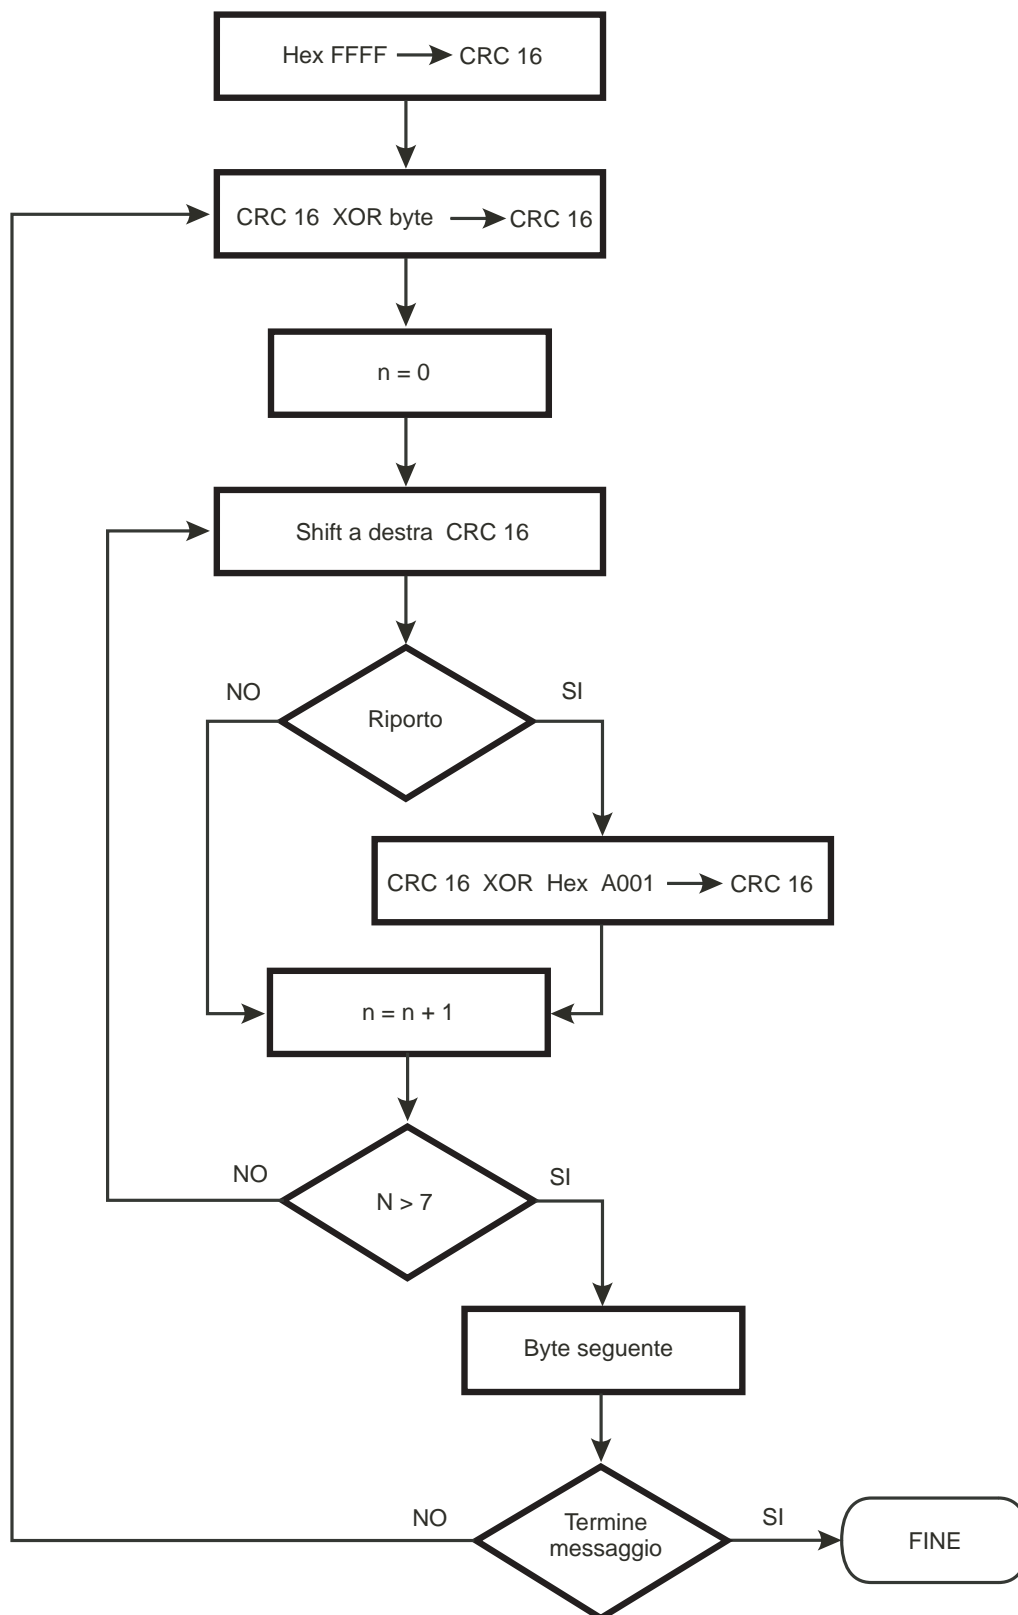 Hex FFFF → CRC 16
CRC 16 XOR byte → CRC 16
n = 0
Shift a destra CRC 16
NO
Riporto
SI
CRC 16 XOR Hex A001 → CRC 16
n = n + 1
NO
N > 7
SI
Byte seguente
NO
Termine
messaggio
SI
FINE